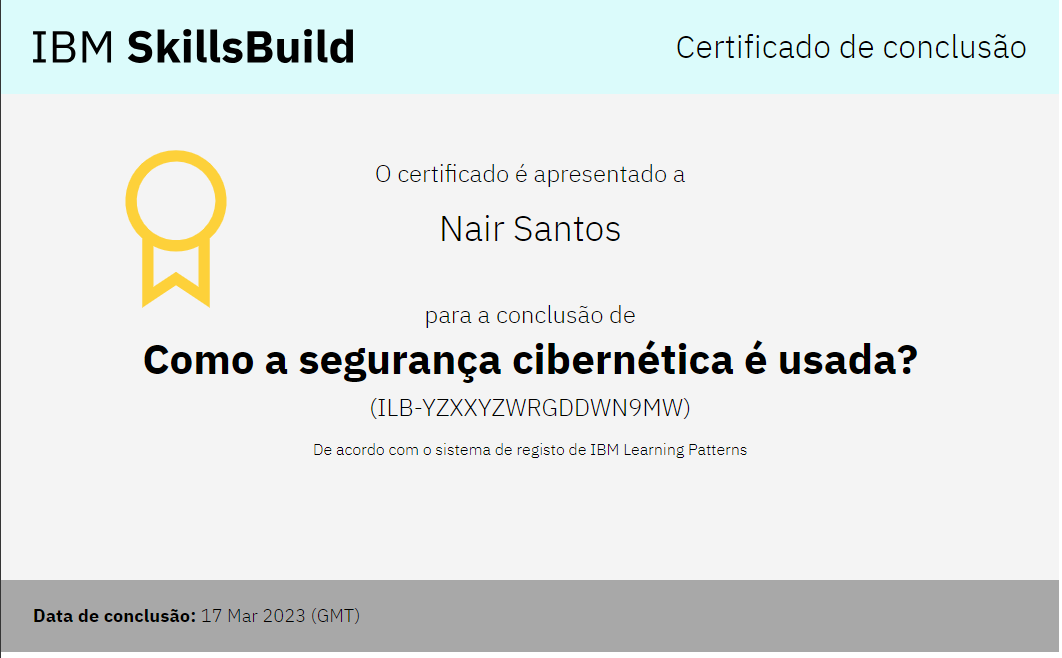 IBM SkillsBuild
Certificado de conclusão
O certificado é apresentado a
Nair Santos
para a conclusão de
Como a segurança cibernética é usada?
(ILB-YZXXYZWRGDDWN9MW)
De acordo com o sistema de registo de IBM Learning Patterns
Data de conclusão: 17 Mar 2023 (GMT)